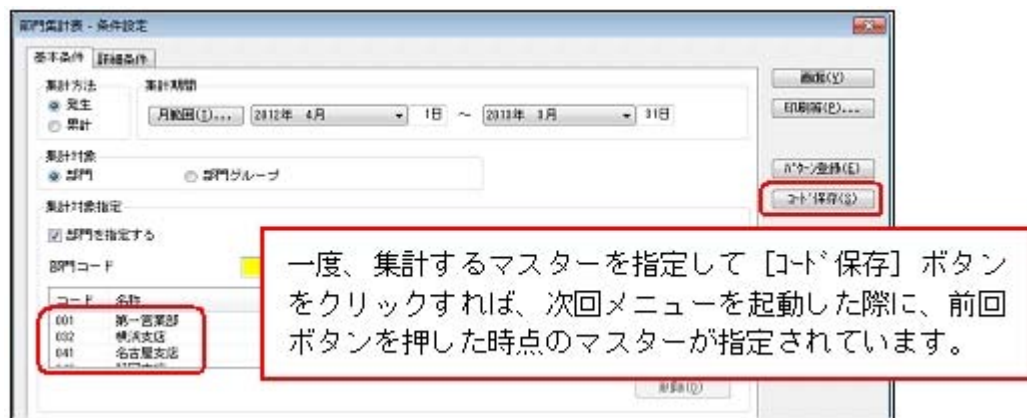 部門集計表 - 条件設定
基本条件 詳細条件
集計方法 集計期間
発生
累計
月範囲(I)... 2012年 4月 1日 ～ 2013年 3月 31日
画面(V)
印刷等(P)...
集計対象
部門 部門グループ
ﾊﾟﾀｰﾝ登録(E)
ｺｰﾄﾞ保存(S)
集計対象指定
部門を指定する
部門コード
コード 名称
001 第一営業部
032 横浜支店
041 名古屋支店
一度、集計するマスターを指定して［ｺｰﾄﾞ保存］ボタン
をクリックすれば、次回メニューを起動した際に、前回
ボタンを押した時点のマスターが指定されています。
削除(D)